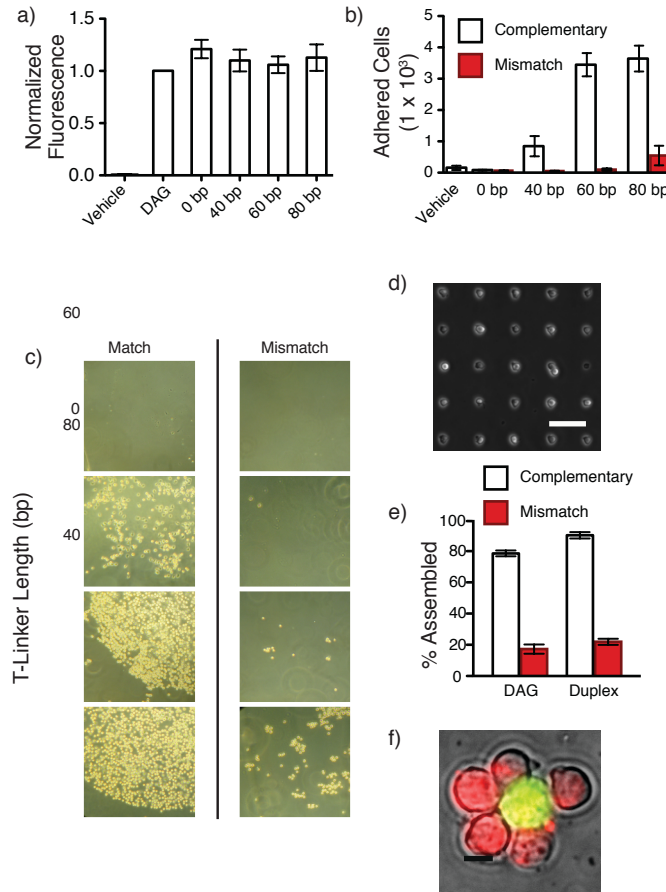 a)
Normalized
Fluorescence
1.5
1.0
0.5
0.0
Vehicle
DAG
0 bp
40 bp
60 bp
80 bp
b)
Adhered Cells
(1 x 10³)
5
4
3
2
1
0
Complementary
Mismatch
Vehicle
0 bp
40 bp
60 bp
80 bp
c)
Match
Mismatch
T-Linker Length (bp)
60
0
80
40
d)
Complementary
Mismatch
e)
% Assembled
100
80
60
40
20
0
DAG
Duplex
f)